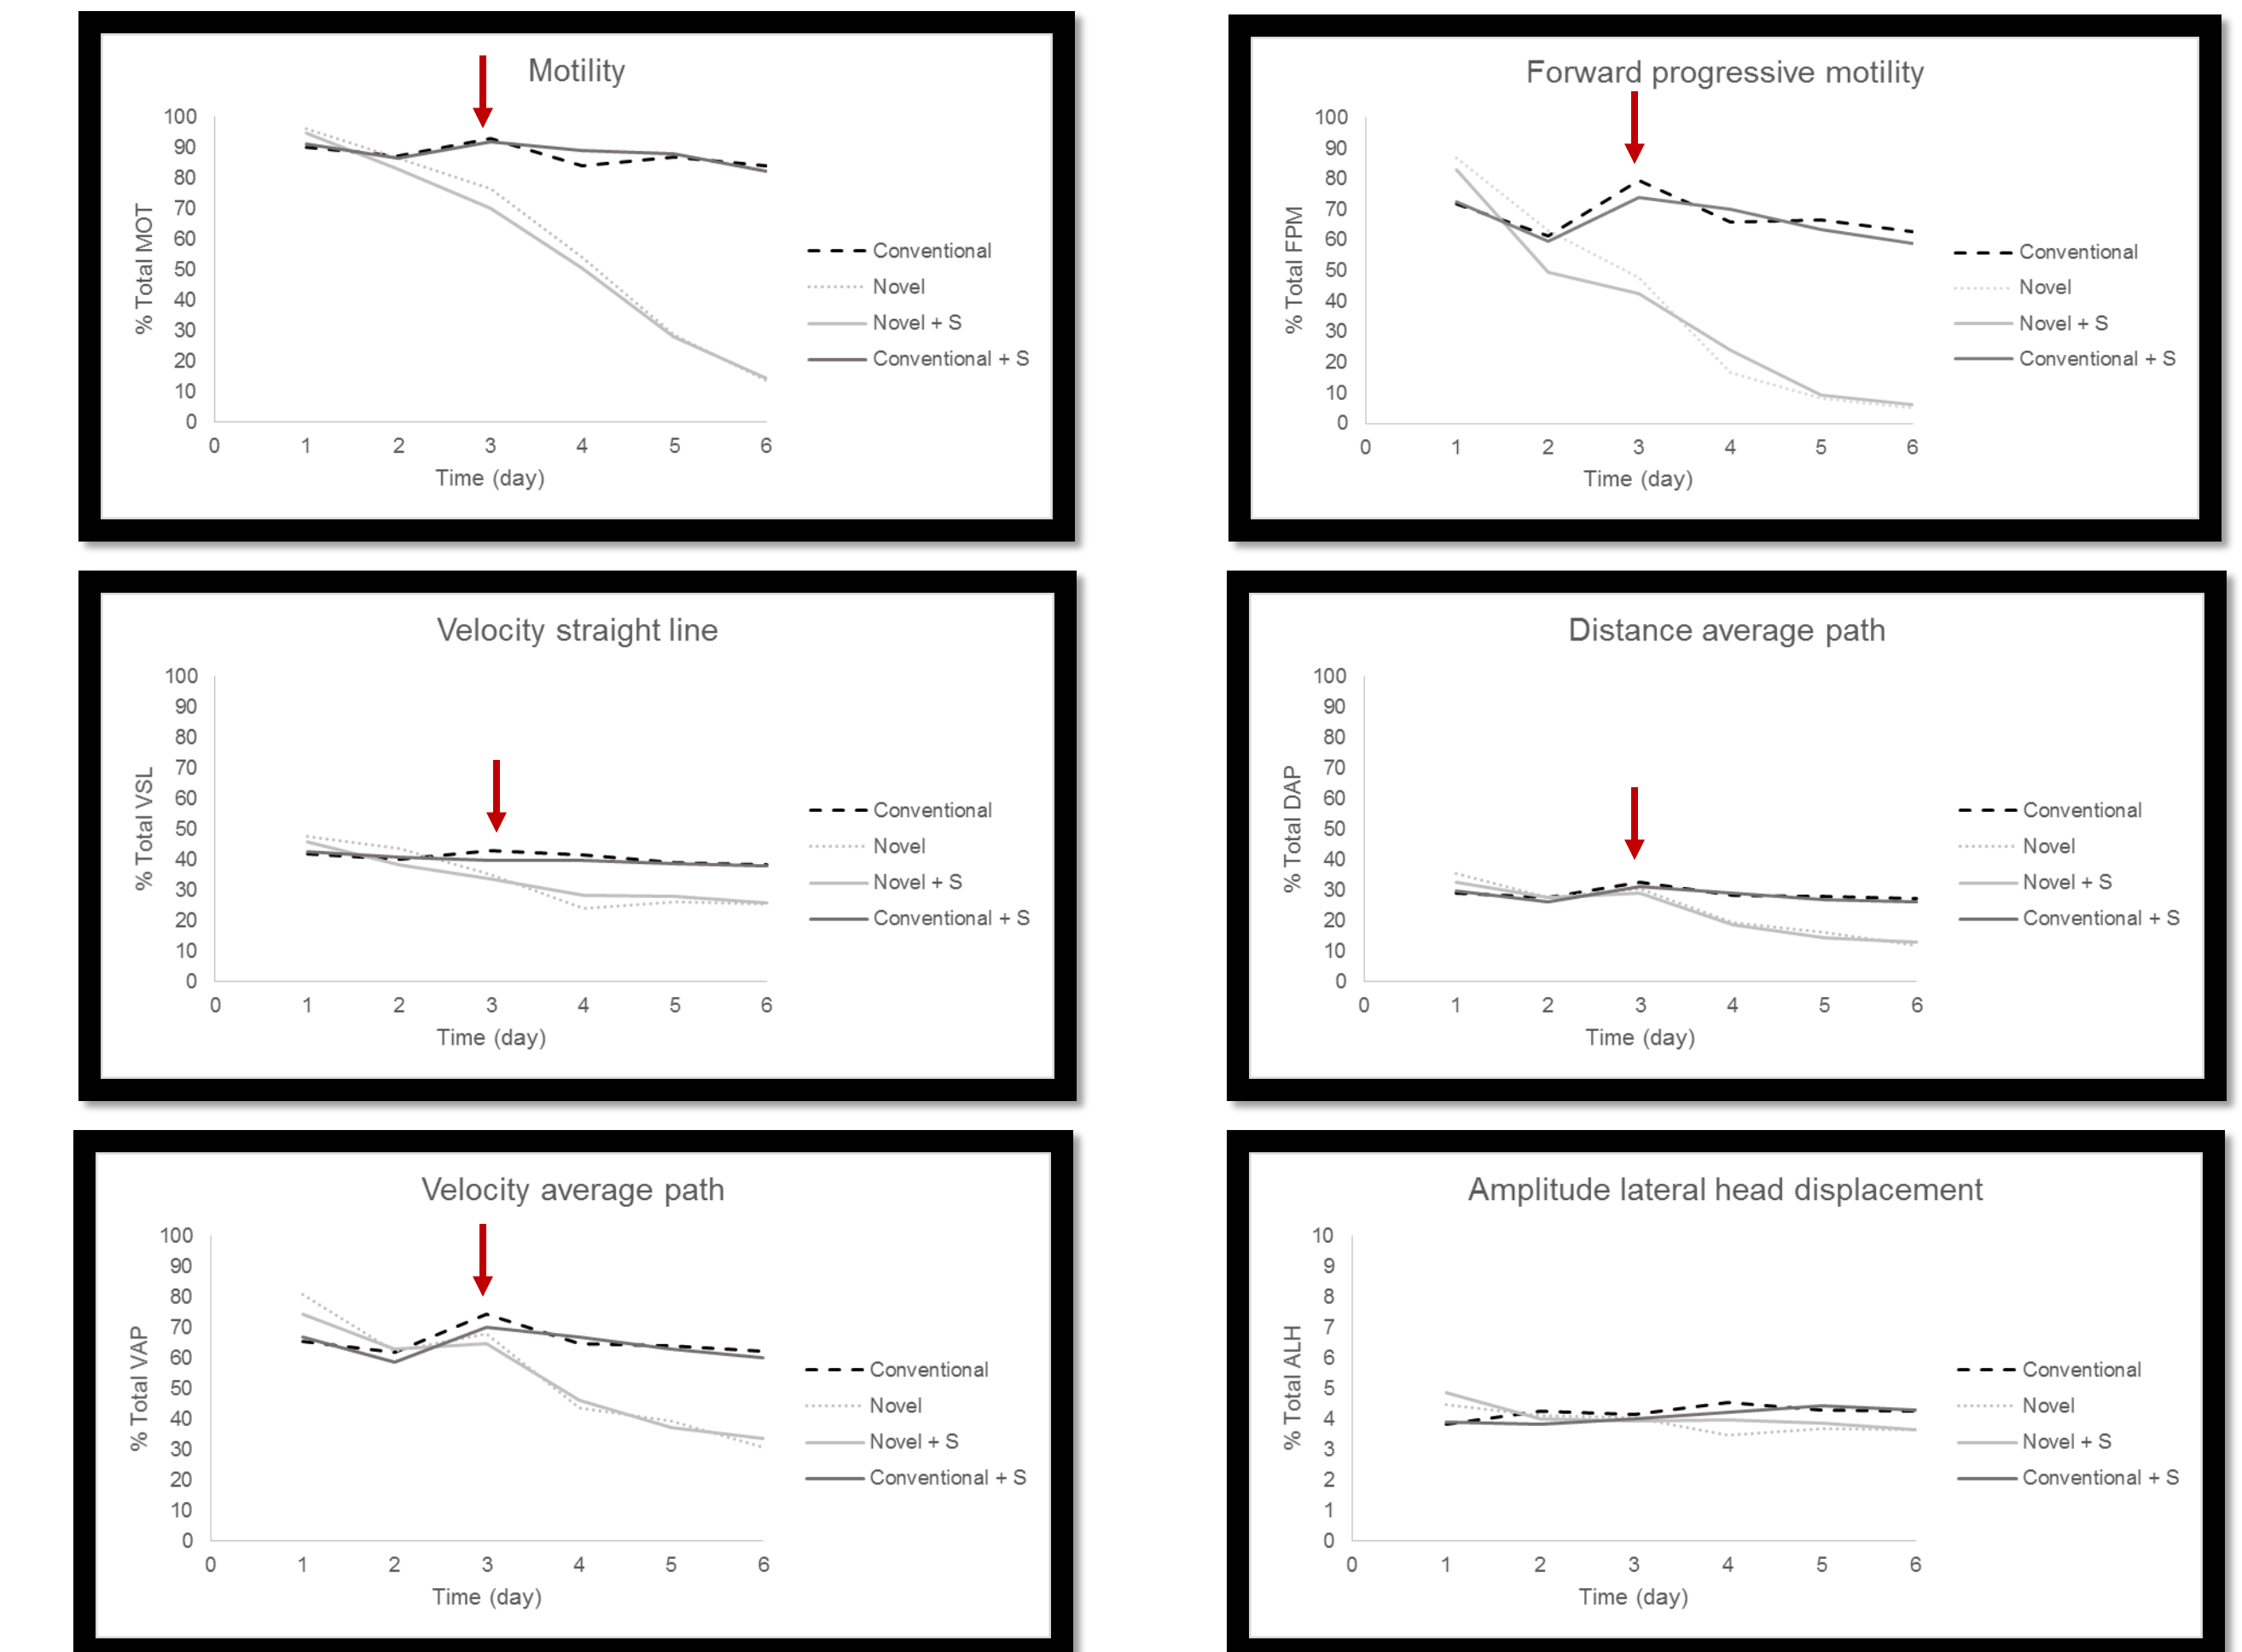 Motility
100
90
80
70
60
50
40
30
20
10
0
% Total MOT
0 1 2 3 4 5 6
Time (day)
Conventional
Novel
Novel + S
Conventional + S
Forward progressive motility
100
90
80
70
60
50
40
30
20
10
0
% Total FPM
0 1 2 3 4 5 6
Time (day)
Conventional
Novel
Novel + S
Conventional + S
Velocity straight line
100
90
80
70
60
50
40
30
20
10
0
% Total VSL
0 1 2 3 4 5 6
Time (day)
Conventional
Novel
Novel + S
Conventional + S
Distance average path
100
90
80
70
60
50
40
30
20
10
0
% Total DAP
0 1 2 3 4 5 6
Time (day)
Conventional
Novel
Novel + S
Conventional + S
Velocity average path
100
90
80
70
60
50
40
30
20
10
0
% Total VAP
0 1 2 3 4 5 6
Time (day)
Conventional
Novel
Novel + S
Conventional + S
Amplitude lateral head displacement
10
9
8
7
6
5
4
3
2
1
0
% Total ALH
0 1 2 3 4 5 6
Time (day)
Conventional
Novel
Novel + S
Conventional + S